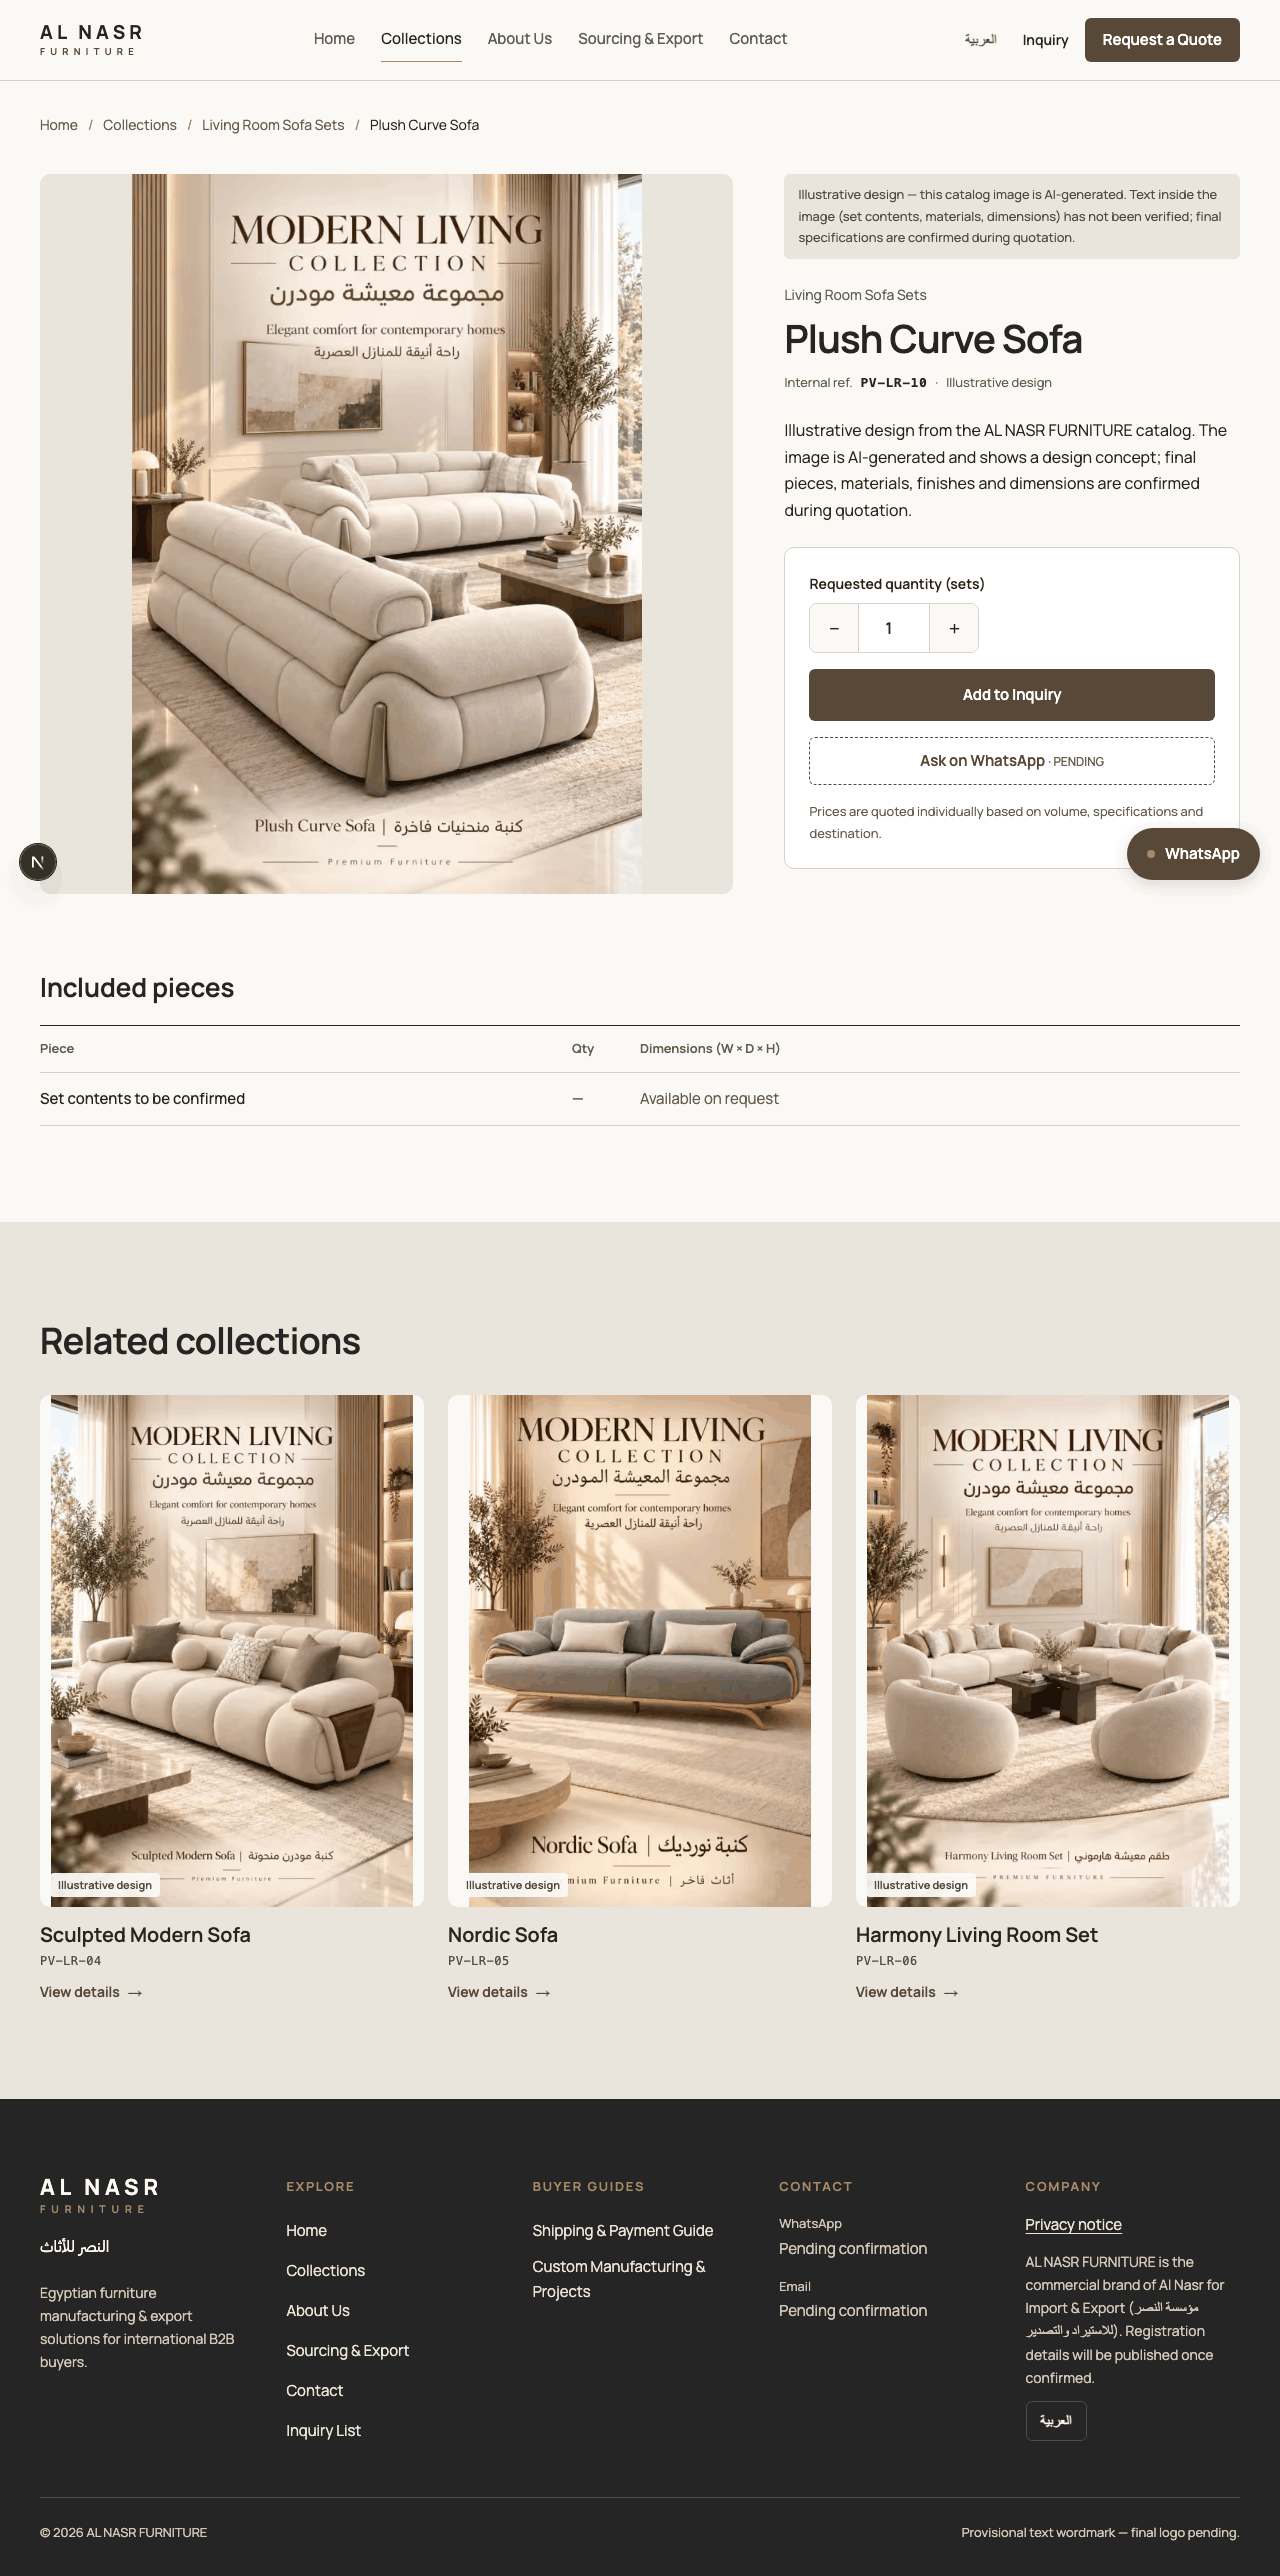 AL NASR
FURNITURE
Home
Collections
About Us
Sourcing & Export
Contact
العربية
Inquiry
Request a Quote
Home / Collections / Living Room Sofa Sets / Plush Curve Sofa
MODERN LIVING
COLLECTION
مجموعة معيشة مودرن
Elegant comfort for contemporary homes
راحة أنيقة للمنازل العصرية
Plush Curve Sofa | كنبة منحنيات فاخرة
Premium Furniture
N
Illustrative design — this catalog image is AI-generated. Text inside the
image (set contents, materials, dimensions) has not been verified; final
specifications are confirmed during quotation.
Living Room Sofa Sets
Plush Curve Sofa
Internal ref. PV-LR-10 · Illustrative design
Illustrative design from the AL NASR FURNITURE catalog. The
image is AI-generated and shows a design concept; final
pieces, materials, finishes and dimensions are confirmed
during quotation.
Requested quantity (sets)
− 1 +
Add to Inquiry
Ask on WhatsApp · PENDING
Prices are quoted individually based on volume, specifications and
destination.
WhatsApp
Included pieces
Piece Qty Dimensions (W × D × H)
Set contents to be confirmed — Available on request
Related collections
MODERN LIVING
COLLECTION
مجموعة معيشة مودرن
Elegant comfort for contemporary homes
راحة أنيقة للمنازل العصرية
Sculpted Modern Sofa | كنبة مودرن منحوتة
Premium Furniture
Illustrative design
Sculpted Modern Sofa
PV-LR-04
View details →
MODERN LIVING
COLLECTION
مجموعة المعيشة المودرن
Elegant comfort for contemporary homes
راحة أنيقة للمنازل العصرية
Nordic Sofa | كنبة نورديك
mium Furniture | أثاث فاخر
Illustrative design
Nordic Sofa
PV-LR-05
View details →
MODERN LIVING
COLLECTION
مجموعة معيشة مودرن
Elegant comfort for contemporary homes
راحة أنيقة للمنازل العصرية
Harmony Living Room Set | طقم معيشة هارموني
PREMIUM FURNITURE
Illustrative design
Harmony Living Room Set
PV-LR-06
View details →
AL NASR
FURNITURE
النصر للأثاث
Egyptian furniture
manufacturing & export
solutions for international B2B
buyers.
EXPLORE
Home
Collections
About Us
Sourcing & Export
Contact
Inquiry List
BUYER GUIDES
Shipping & Payment Guide
Custom Manufacturing &
Projects
CONTACT
WhatsApp
Pending confirmation
Email
Pending confirmation
COMPANY
Privacy notice
AL NASR FURNITURE is the
commercial brand of Al Nasr for
Import & Export (مؤسسة النصر
للاستيراد والتصدير). Registration
details will be published once
confirmed.
العربية
© 2026 AL NASR FURNITURE
Provisional text wordmark — final logo pending.